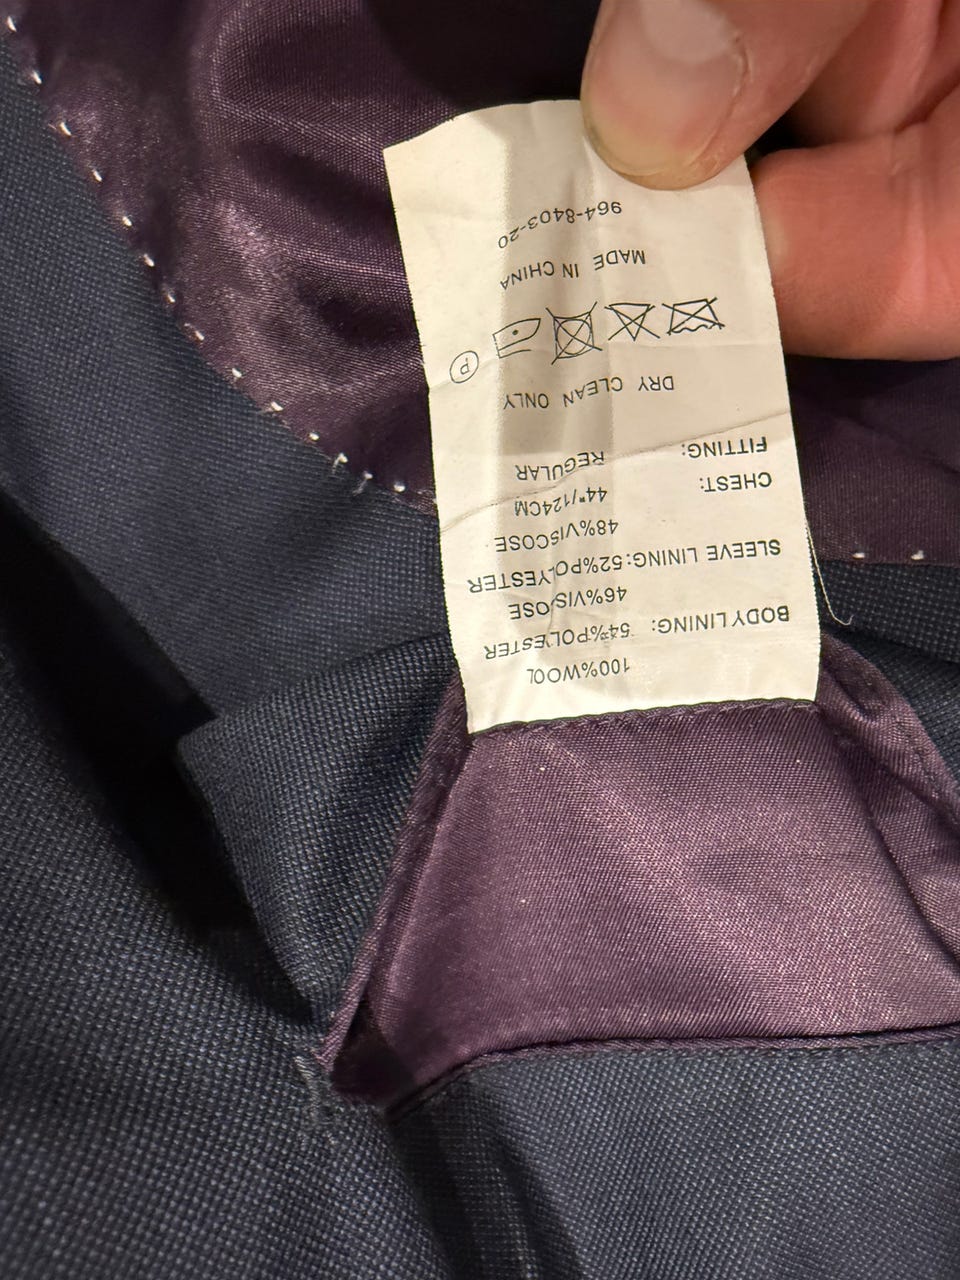 100%WOOL
BODY LINING: 54%POLYESTER
46%VISCOSE
SLEEVE LINING:52%POLYESTER
48%VISCOSE
CHEST: 44"/124CM
FITTING: REGULAR
DRY CLEAN ONLY
P
MADE IN CHINA
964-8403-20